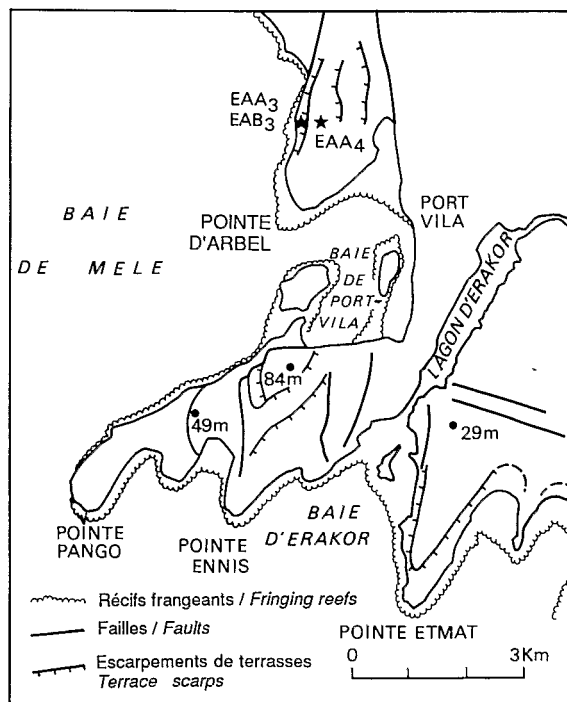 EAA3
EAB3
EAA4
BAIE
DE MELE
POINTE
D'ARBEL
PORT
VILA
BAIE
DE
PORT-
VILA
LAGON D'ERAKOR
84m
49m
29m
POINTE
PANGO
POINTE
ENNIS
BAIE
D'ERAKOR
POINTE ETMAT
Récifs frangeants / Fringing reefs
Failles / Faults
Escarpements de terrasses
Terrace scarps
0 3Km